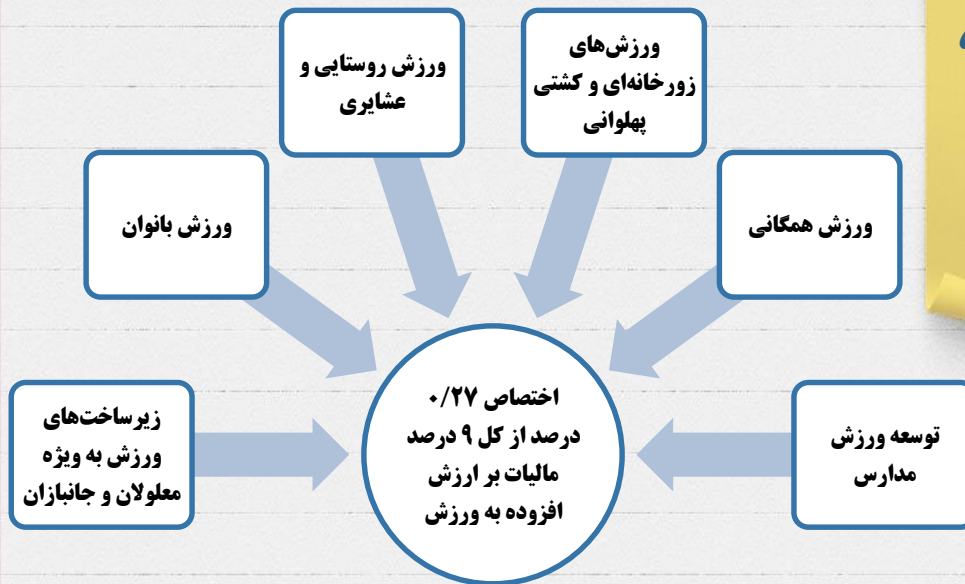 ورزش‌های
زورخانه‌ای و کشتی
پهلوانی
ورزش روستایی و
عشایری
ورزش همگانی
ورزش بانوان
توسعه ورزش
مدارس
اختصاص ۰/۲۷
درصد از کل ۹ درصد
مالیات بر ارزش
افزوده به ورزش
زیرساخت‌های
ورزش به ویژه
معلولان و جانبازان